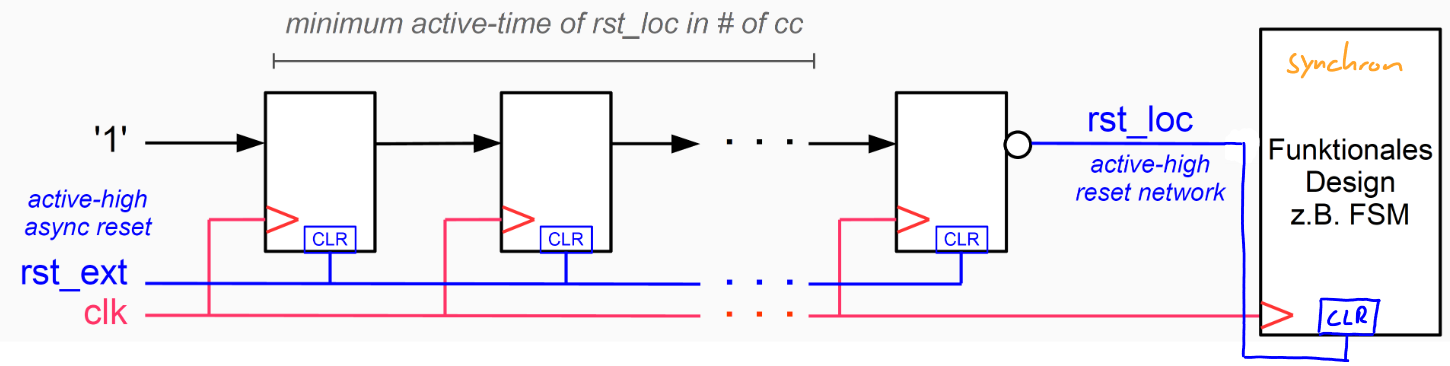 minimum active-time of rst_loc in # of cc
synchron
'1'
rst_loc
active-high
reset network
Funktionales
Design
z.B. FSM
active-high
async reset
CLR
CLR
. . .
CLR
rst_ext
. . .
clk
. . .
CLR